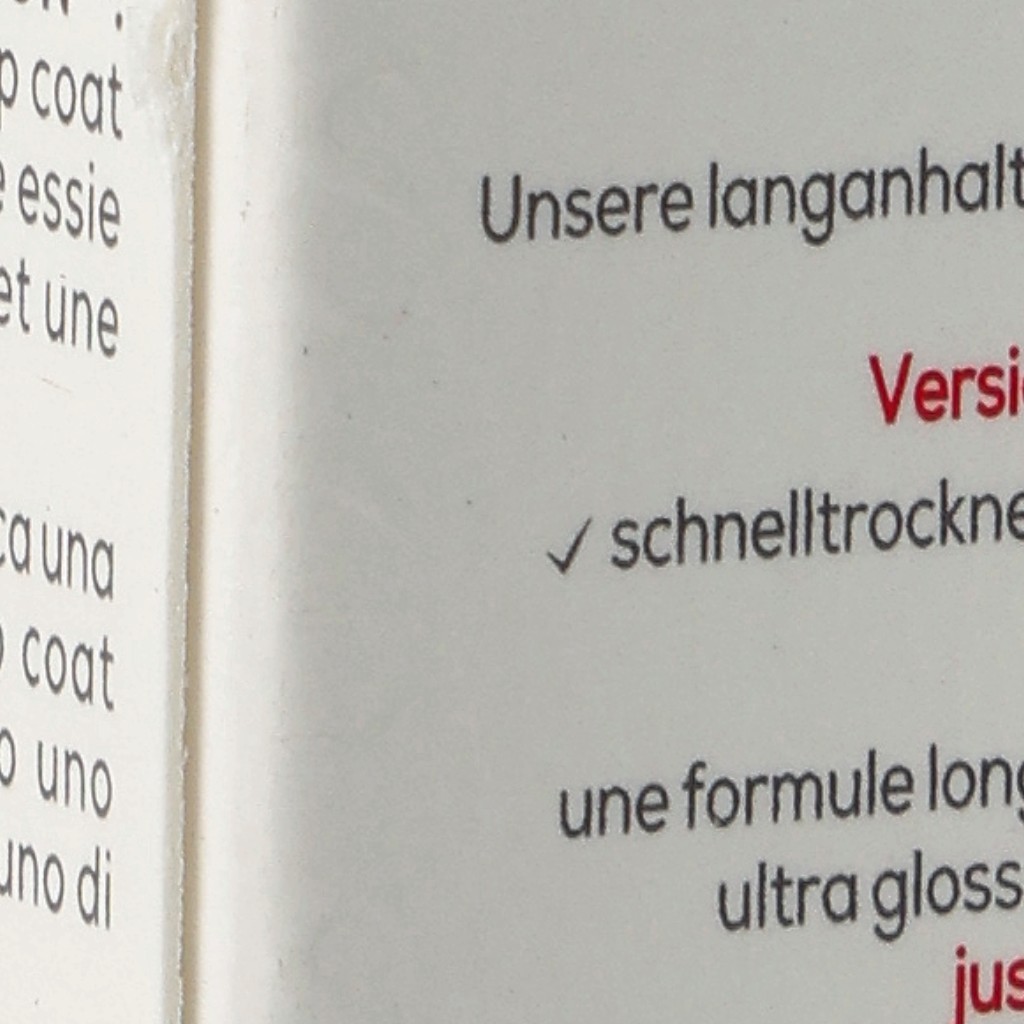 coat
essie
et une
una
coat
uno
uno di
Unsere langanhalt
Versi
✓ schnelltrockne
une formule long
ultra gloss
jus